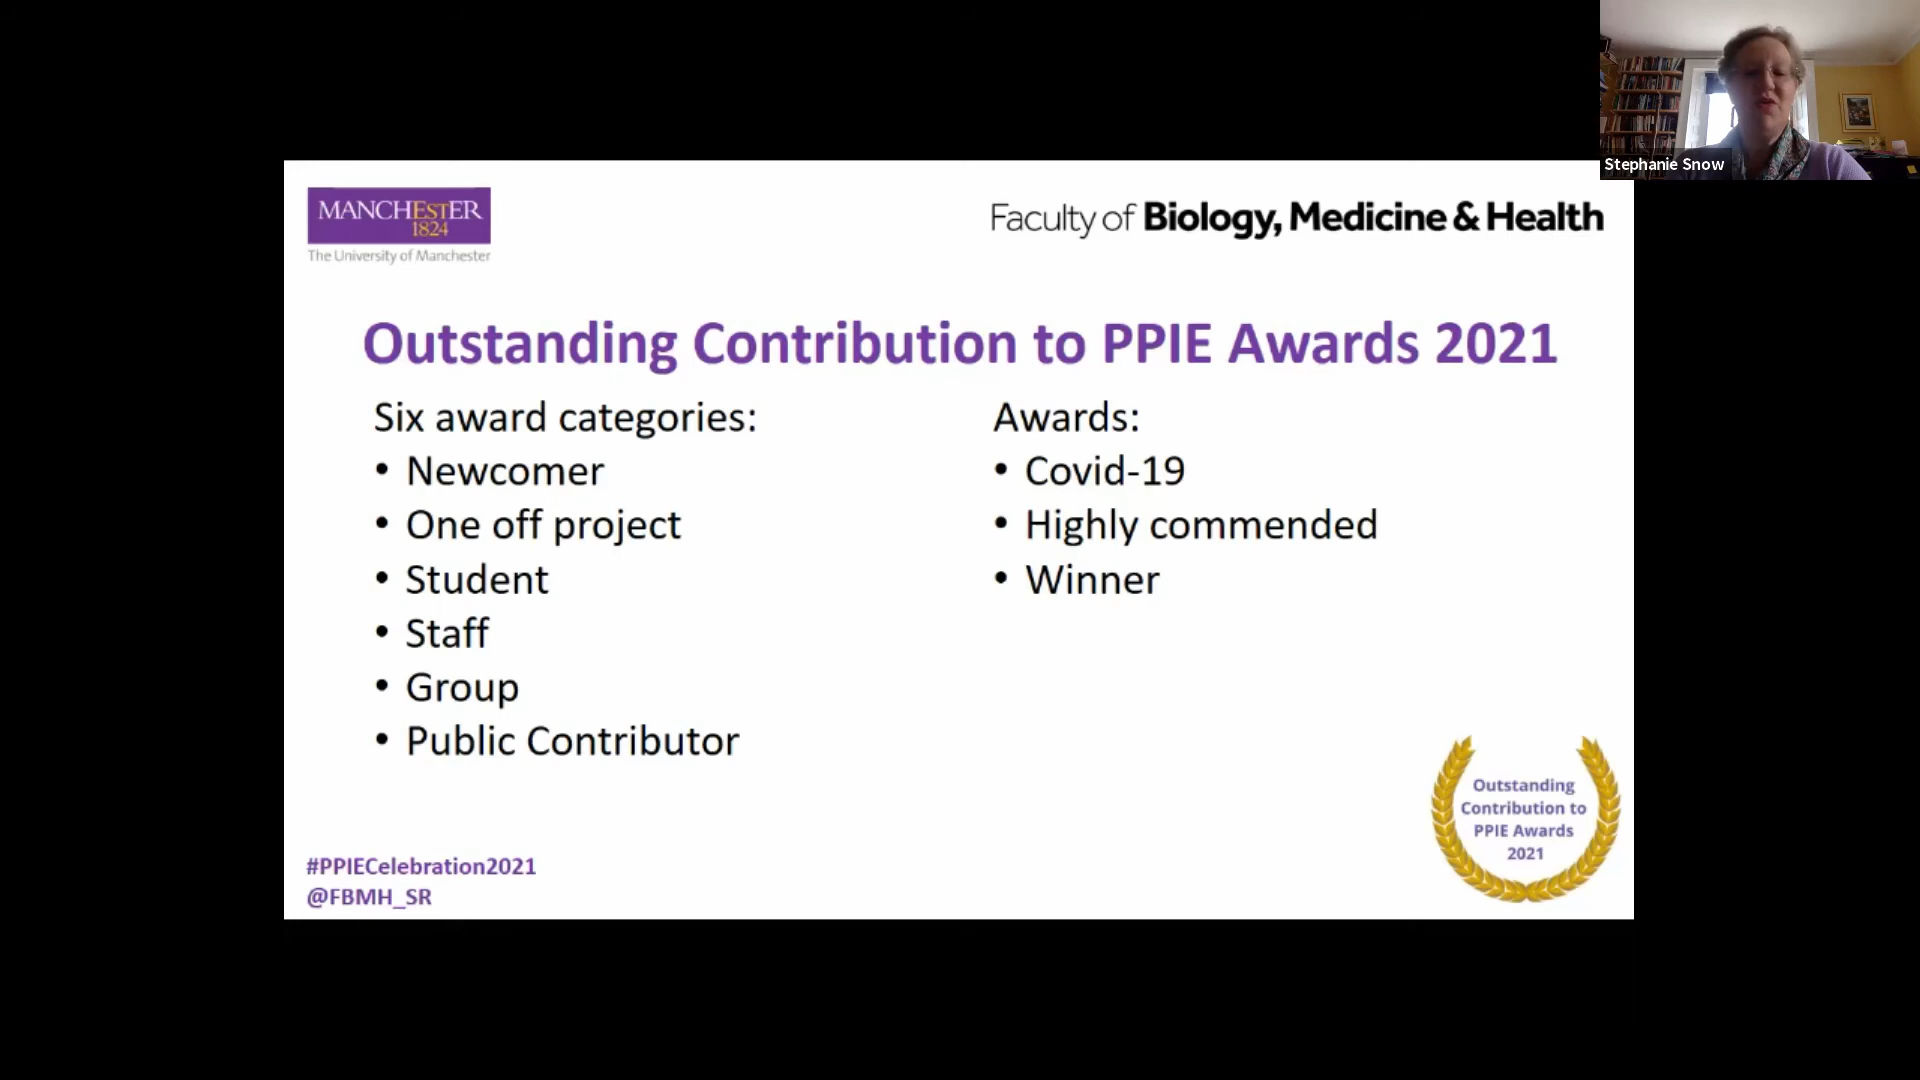 Stephanie Snow
MANCHESTER
1824
The University of Manchester
Faculty of Biology, Medicine & Health
Outstanding Contribution to PPIE Awards 2021
Six award categories:
• Newcomer
• One off project
• Student
• Staff
• Group
• Public Contributor
Awards:
• Covid-19
• Highly commended
• Winner
Outstanding
Contribution to
PPIE Awards
2021
#PPIECelebration2021
@FBMH_SR